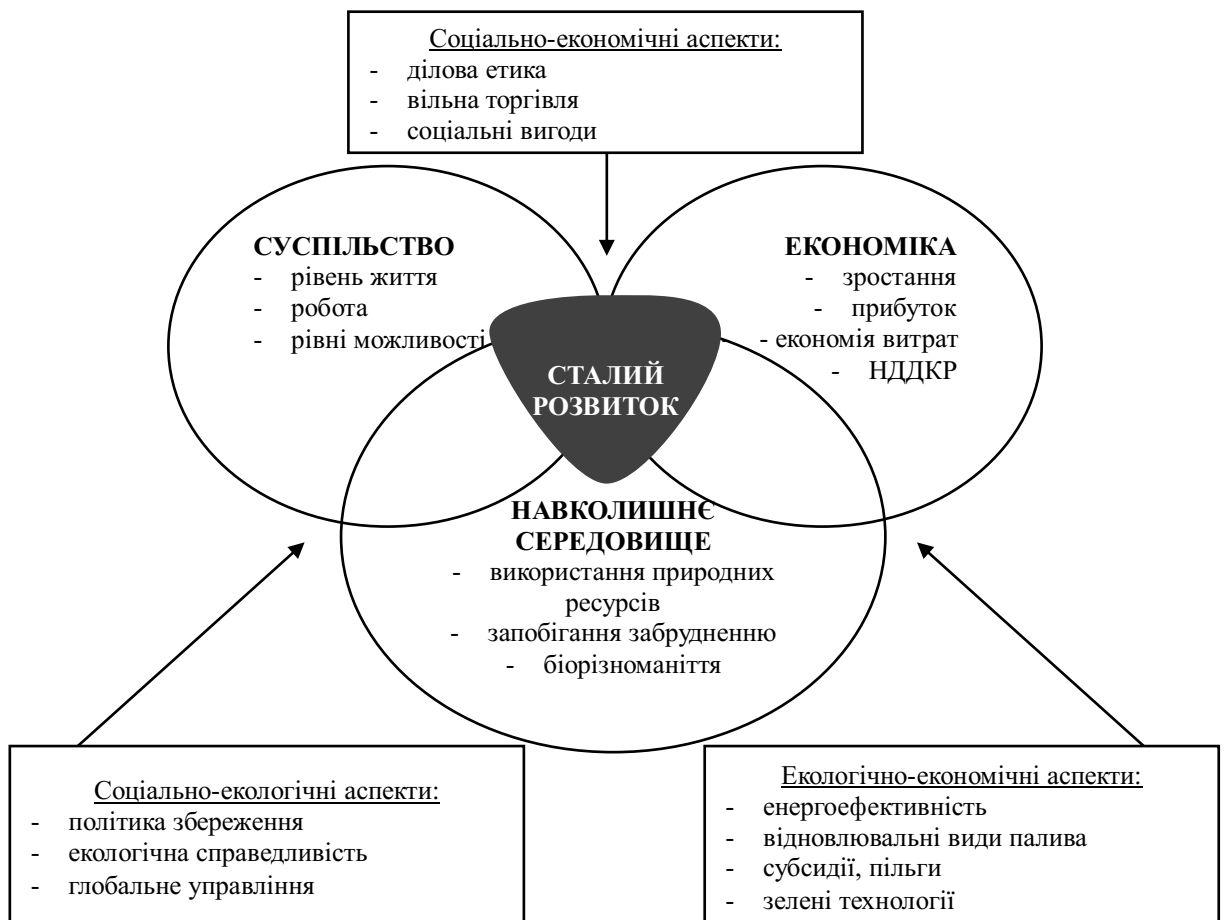 Соціально-економічні аспекти:
- ділова етика
- вільна торгівля
- соціальні вигоди
СУСПІЛЬСТВО
- рівень життя
- робота
- рівні можливості
ЕКОНОМІКА
- зростання
- прибуток
- економія витрат
- НДДКР
СТАЛИЙ
РОЗВИТОК
НАВКОЛИШНЄ
СЕРЕДОВИЩЕ
- використання природних
ресурсів
- запобігання забрудненню
- біорізноманіття
Соціально-екологічні аспекти:
- політика збереження
- екологічна справедливість
- глобальне управління
Екологічно-економічні аспекти:
- енергоефективність
- відновлювальні види палива
- субсидії, пільги
- зелені технології